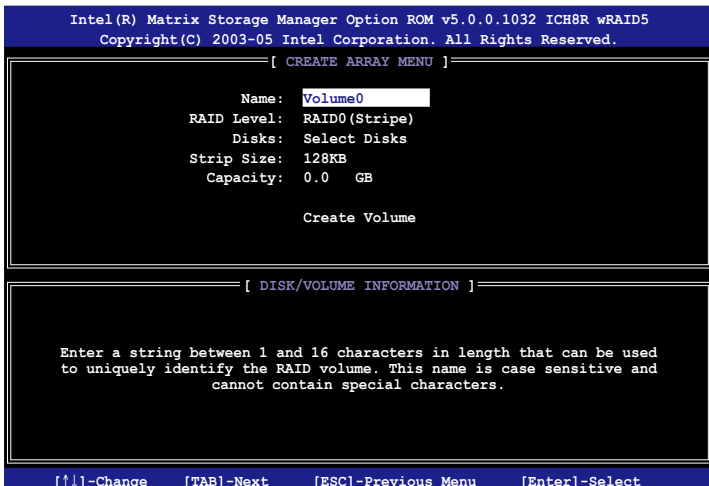 Intel(R) Matrix Storage Manager Option ROM v5.0.0.1032 ICH8R wRAID5
Copyright(C) 2003-05 Intel Corporation. All Rights Reserved.
[ CREATE ARRAY MENU ]
Name: Volume0
RAID Level: RAID0(Stripe)
Disks: Select Disks
Strip Size: 128KB
Capacity: 0.0 GB
Create Volume
[ DISK/VOLUME INFORMATION ]
Enter a string between 1 and 16 characters in length that can be used
to uniquely identify the RAID volume. This name is case sensitive and
cannot contain special characters.
[↑↓]-Change [TAB]-Next [ESC]-Previous Menu [Enter]-Select